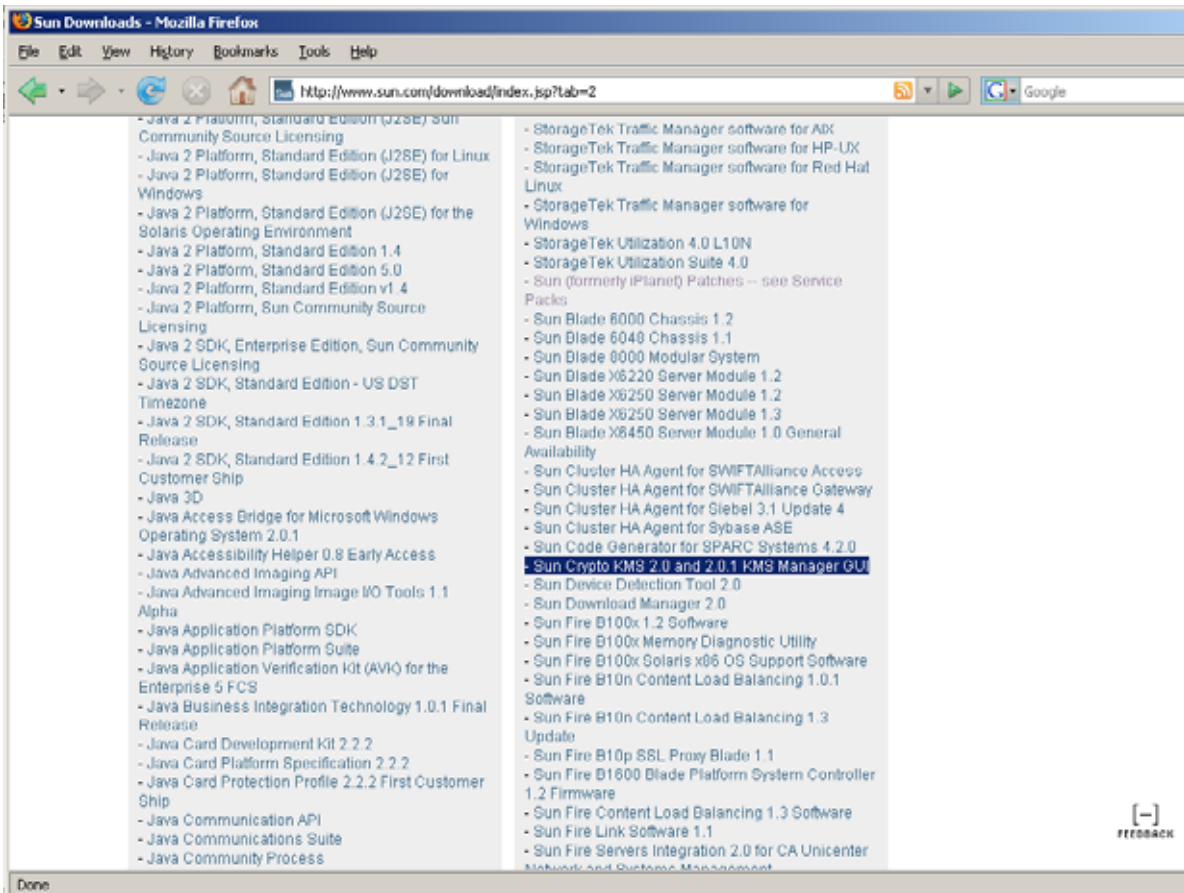 Sun Downloads - Mozilla Firefox
File Edit View History Bookmarks Tools Help
http://www.sun.com/download/index.jsp?tab=2
Google
- Java 2 Platform, Standard Edition (J2SE) Sun
Community Source Licensing
- Java 2 Platform, Standard Edition (J2SE) for Linux
- Java 2 Platform, Standard Edition (J2SE) for
Windows
- Java 2 Platform, Standard Edition (J2SE) for the
Solaris Operating Environment
- Java 2 Platform, Standard Edition 1.4
- Java 2 Platform, Standard Edition 5.0
- Java 2 Platform, Standard Edition v1.4
- Java 2 Platform, Sun Community Source
Licensing
- Java 2 SDK, Enterprise Edition, Sun Community
Source Licensing
- Java 2 SDK, Standard Edition - US DST
Timezone
- Java 2 SDK, Standard Edition 1.3.1_19 Final
Release
- Java 2 SDK, Standard Edition 1.4.2_12 First
Customer Ship
- Java 3D
- Java Access Bridge for Microsoft Windows
Operating System 2.0.1
- Java Accessibility Helper 0.8 Early Access
- Java Advanced Imaging API
- Java Advanced Imaging Image I/O Tools 1.1
Alpha
- Java Application Platform SDK
- Java Application Platform Suite
- Java Application Verification Kit (AVK) for the
Enterprise 5 FCS
- Java Business Integration Technology 1.0.1 Final
Release
- Java Card Development Kit 2.2.2
- Java Card Platform Specification 2.2.2
- Java Card Protection Profile 2.2.2 First Customer
Ship
- Java Communication API
- Java Communications Suite
- Java Community Process
- StorageTek Traffic Manager software for AIX
- StorageTek Traffic Manager software for HP-UX
- StorageTek Traffic Manager software for Red Hat
Linux
- StorageTek Traffic Manager software for
Windows
- StorageTek Utilization 4.0 L10N
- StorageTek Utilization Suite 4.0
- Sun (formerly iPlanet) Patches -- see Service
Packs
- Sun Blade 6000 Chassis 1.2
- Sun Blade 6048 Chassis 1.1
- Sun Blade 8000 Modular System
- Sun Blade X6220 Server Module 1.2
- Sun Blade X6250 Server Module 1.2
- Sun Blade X6250 Server Module 1.3
- Sun Blade X6450 Server Module 1.0 General
Availability
- Sun Cluster HA Agent for SWIFTAlliance Access
- Sun Cluster HA Agent for SWIFTAlliance Gateway
- Sun Cluster HA Agent for Siebel 3.1 Update 4
- Sun Cluster HA Agent for Sybase ASE
- Sun Code Generator for SPARC Systems 4.2.0
- Sun Crypto KMS 2.0 and 2.0.1 KMS Manager GUI
- Sun Device Detection Tool 2.0
- Sun Download Manager 2.0
- Sun Fire B100x 1.2 Software
- Sun Fire B100x Memory Diagnostic Utility
- Sun Fire B100x Solaris x86 OS Support Software
- Sun Fire B10n Content Load Balancing 1.0.1
Software
- Sun Fire B10n Content Load Balancing 1.3
Update
- Sun Fire B10p SSL Proxy Blade 1.1
- Sun Fire B1600 Blade Platform System Controller
1.2 Firmware
- Sun Fire Content Load Balancing 1.3 Software
- Sun Fire Link Software 1.1
- Sun Fire Servers Integration 2.0 for CA Unicenter
Network and Systems Management
[-]
FEEDBACK
Done